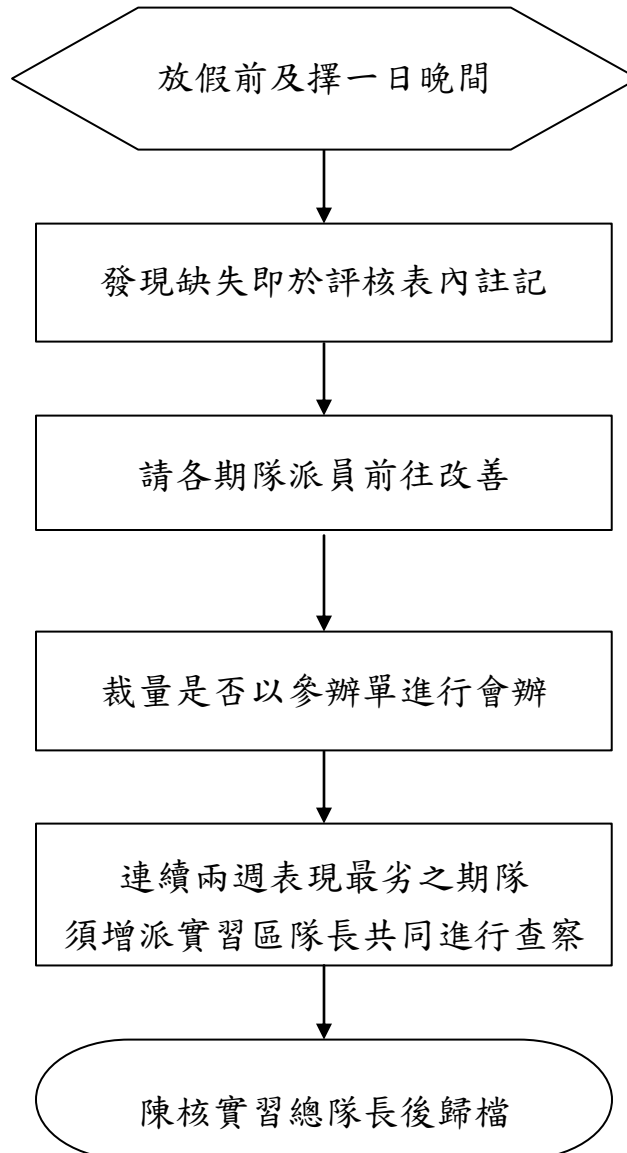 放假前及擇一日晚間
發現缺失即於評核表內註記
請各期隊派員前往改善
裁量是否以參辦單進行會辦
連續兩週表現最劣之期隊
須增派實習區隊長共同進行查察
陳核實習總隊長後歸檔